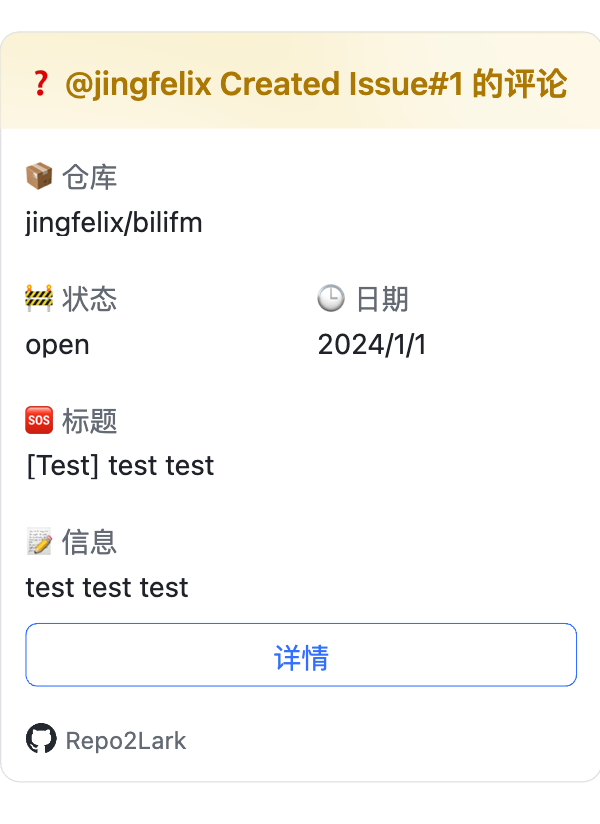 ❓ @jingfelix Created Issue#1 的评论
📦 仓库
jingfelix/bilifm
🚧 状态
open
🕒 日期
2024/1/1
🆘 标题
[Test] test test
📝 信息
test test test
详情
Repo2Lark